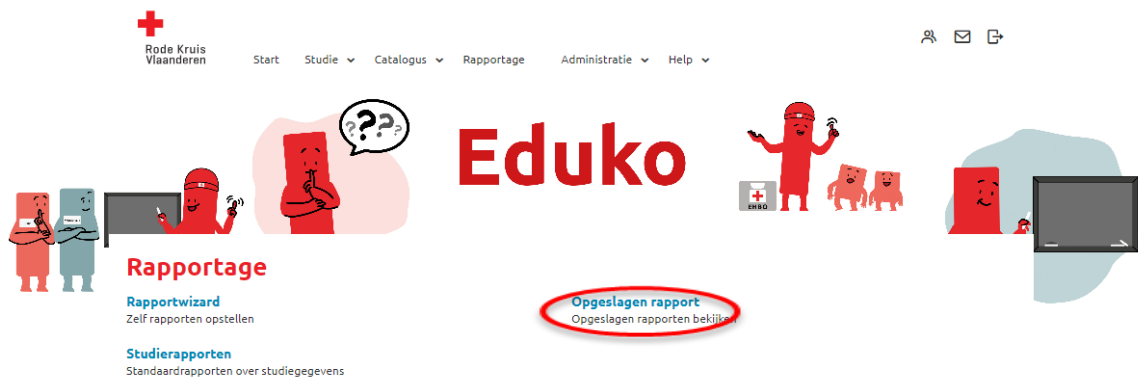 Rode Kruis
Vlaanderen
Start Studie Catalogus Rapportage Administratie Help
???
Eduko
EHBO
Rapportage
Rapportwizard
Zelf rapporten opstellen
Opgeslagen rapport
Opgeslagen rapporten bekijken
Studierapporten
Standaardrapporten over studiegegevens